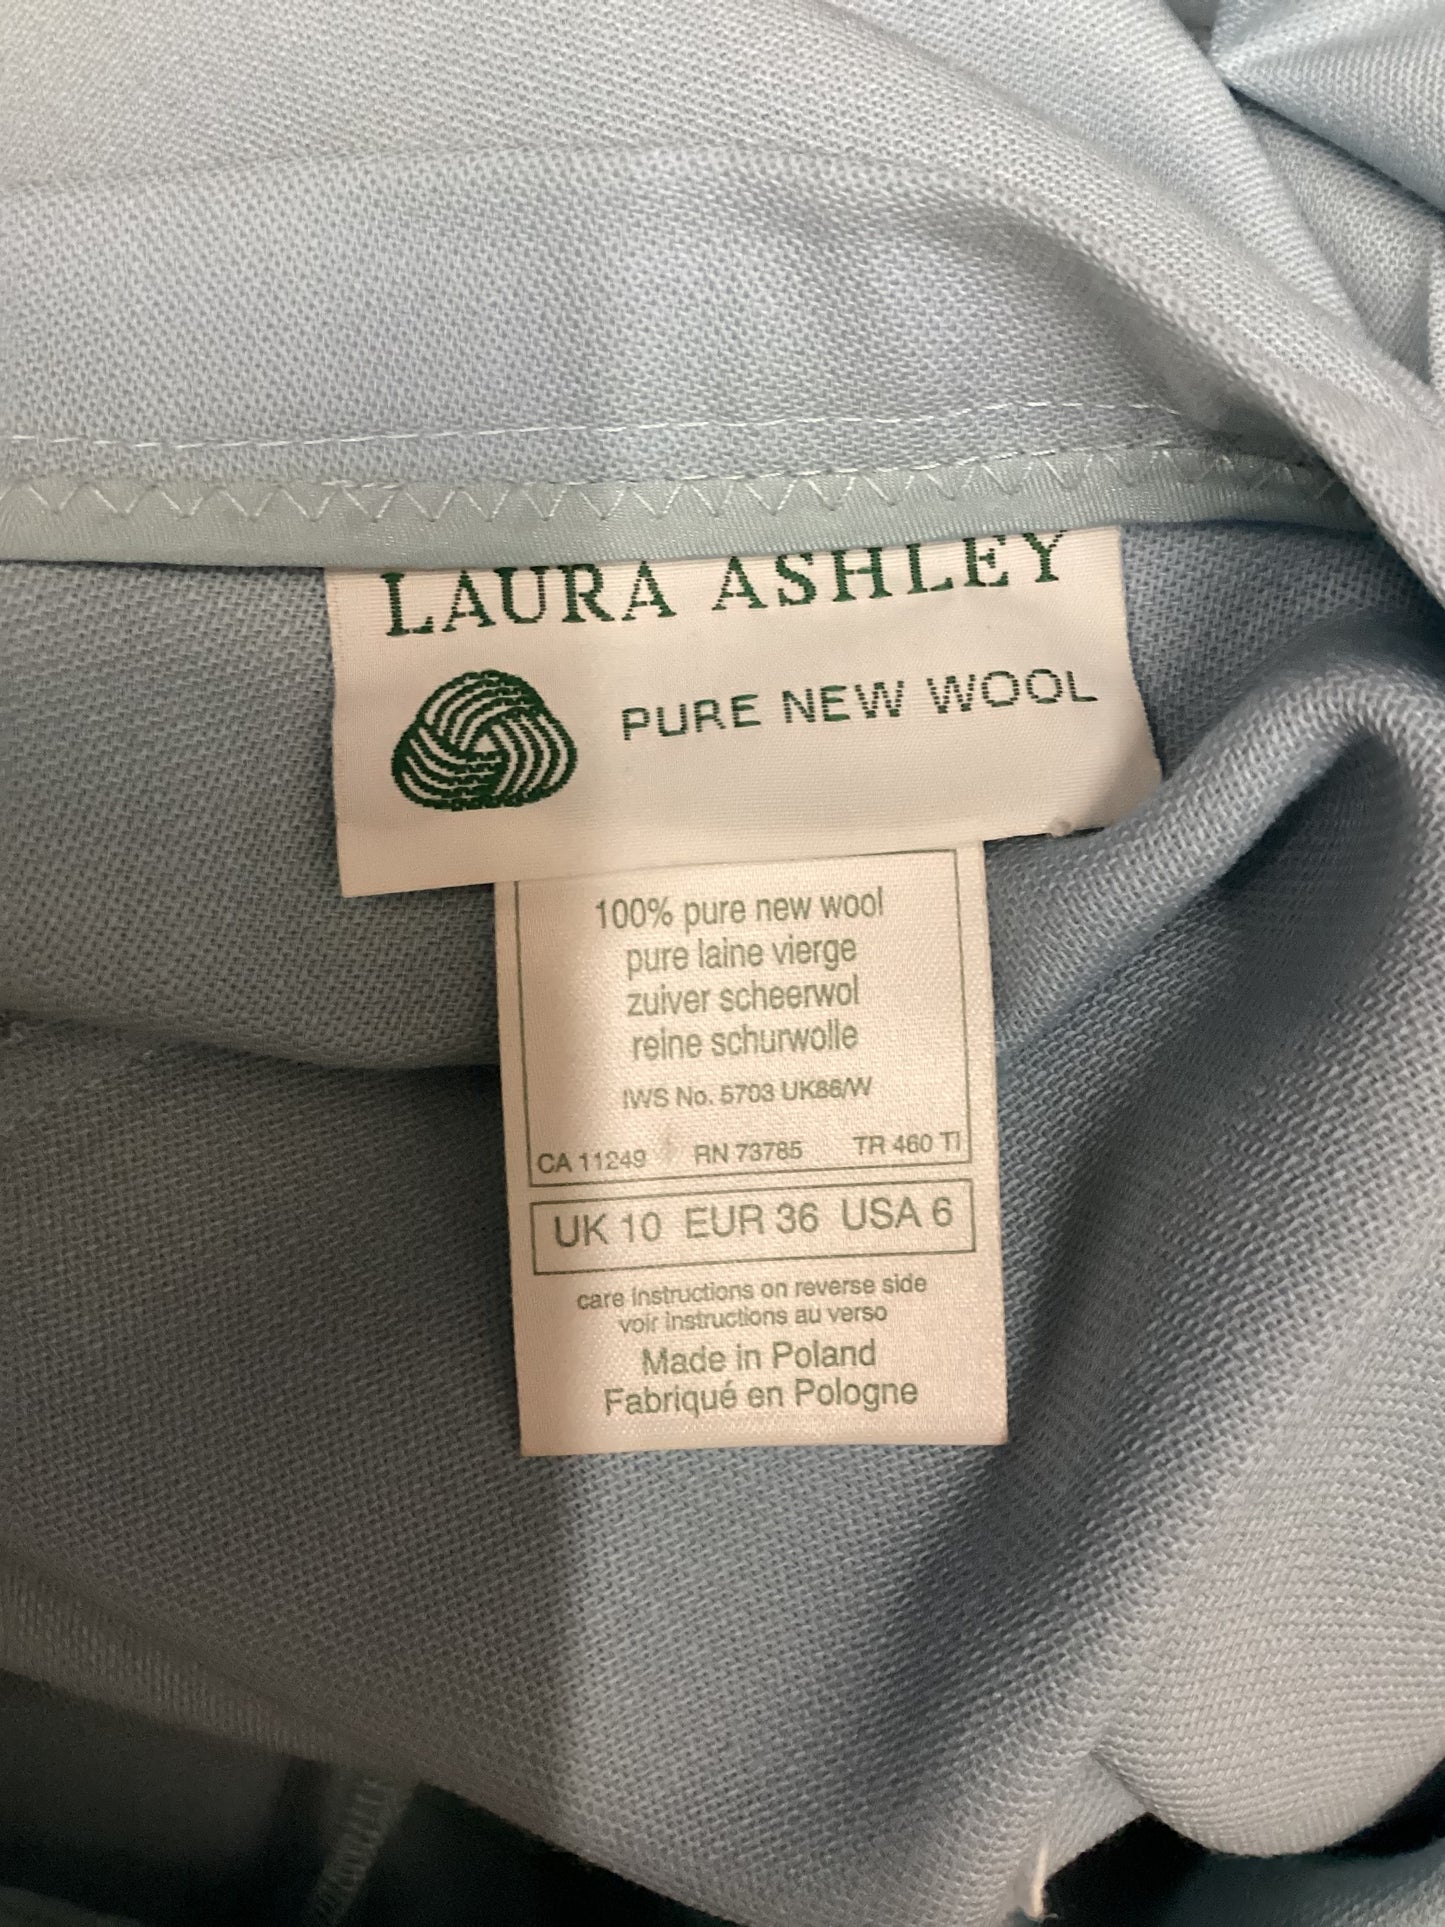 LAURA ASHLEY
PURE NEW WOOL
100% pure new wool
pure laine vierge
zuiver scheerwol
reine schurwolle
IWS No. 5703 UK86/W
CA 11249 RN 73785 TR 460 TI
UK 10 EUR 36 USA 6
care instructions on reverse side
voir instructions au verso
Made in Poland
Fabriqué en Pologne